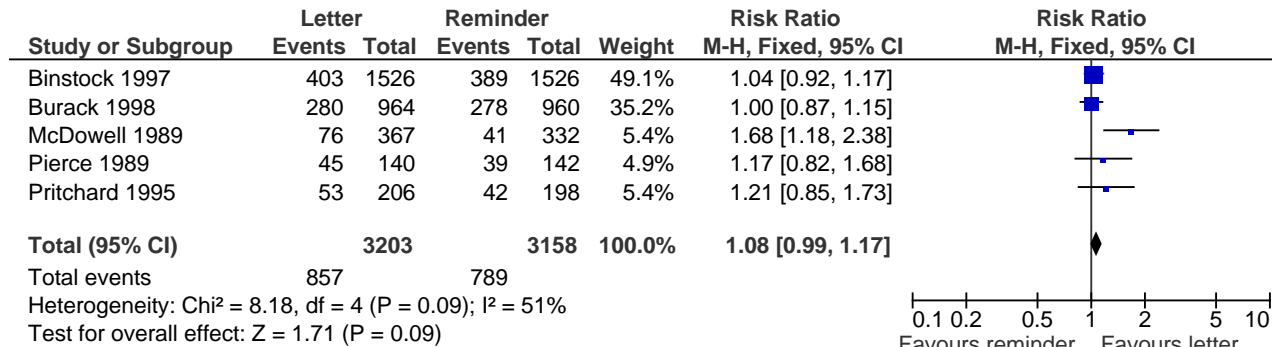 Letter Reminder Risk Ratio Risk Ratio
Study or Subgroup Events Total Events Total Weight M-H, Fixed, 95% CI M-H, Fixed, 95% CI
Binstock 1997 403 1526 389 1526 49.1% 1.04 [0.92, 1.17]
Burack 1998 280 964 278 960 35.2% 1.00 [0.87, 1.15]
McDowell 1989 76 367 41 332 5.4% 1.68 [1.18, 2.38]
Pierce 1989 45 140 39 142 4.9% 1.17 [0.82, 1.68]
Pritchard 1995 53 206 42 198 5.4% 1.21 [0.85, 1.73]
Total (95% CI) 3203 3158 100.0% 1.08 [0.99, 1.17]
Total events 857 789
Heterogeneity: Chi² = 8.18, df = 4 (P = 0.09); I² = 51%
Test for overall effect: Z = 1.71 (P = 0.09)
0.1 0.2 0.5 1 2 5 10
Favours reminder Favours letter